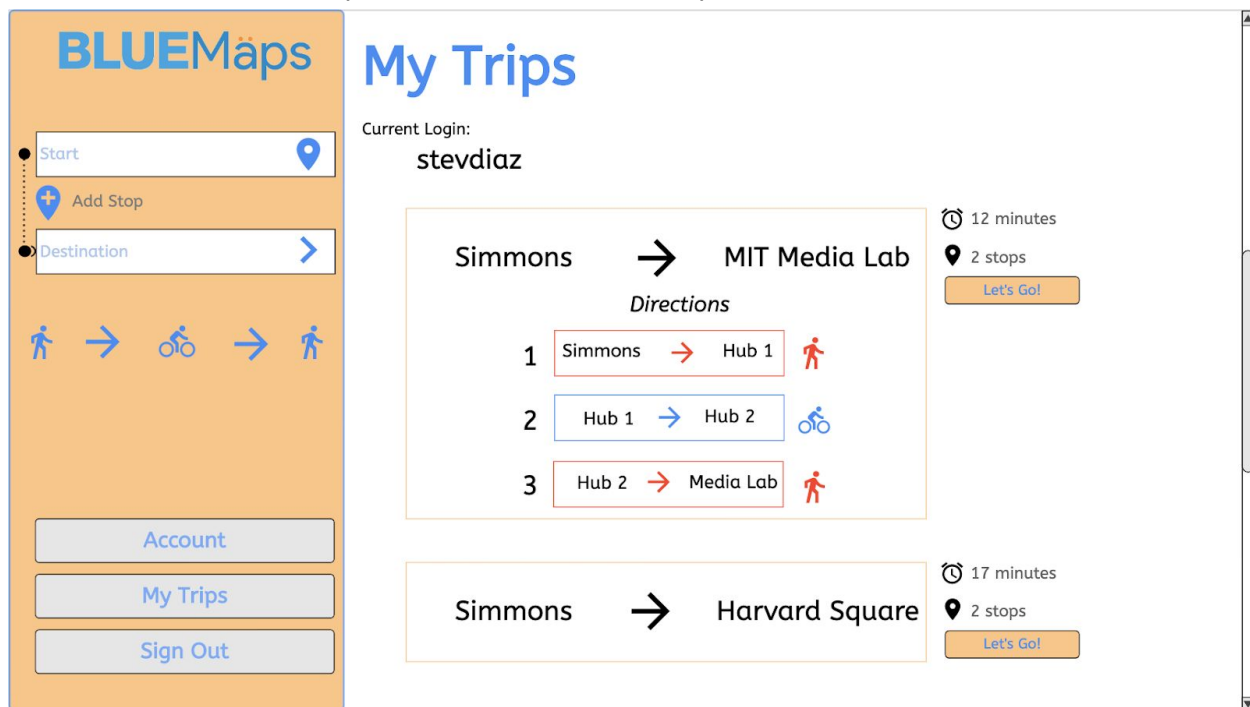 BLUEMäps
Start
Add Stop
Destination
Account
My Trips
Sign Out
My Trips
Current Login:
stevdiaz
Simmons → MIT Media Lab
Directions
1 Simmons → Hub 1
2 Hub 1 → Hub 2
3 Hub 2 → Media Lab
12 minutes
2 stops
Let's Go!
Simmons → Harvard Square
17 minutes
2 stops
Let's Go!